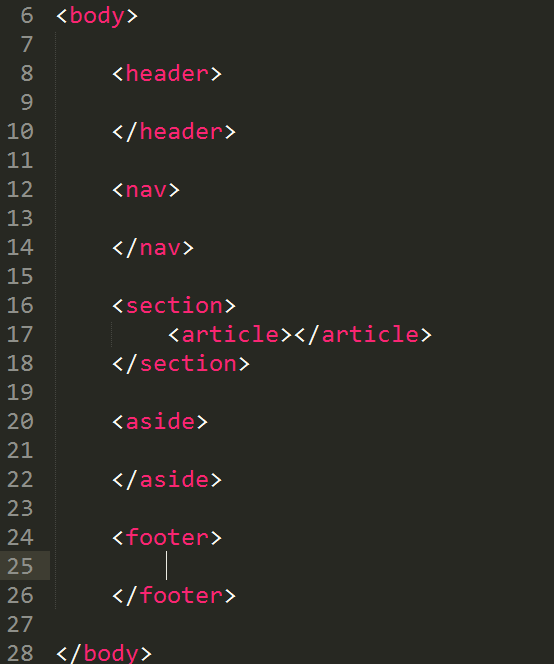 6 <body>
7
8     <header>
9
10     </header>
11
12     <nav>
13
14     </nav>
15
16     <section>
17         <article></article>
18     </section>
19
20     <aside>
21
22     </aside>
23
24     <footer>
25
26     </footer>
27
28 </body>